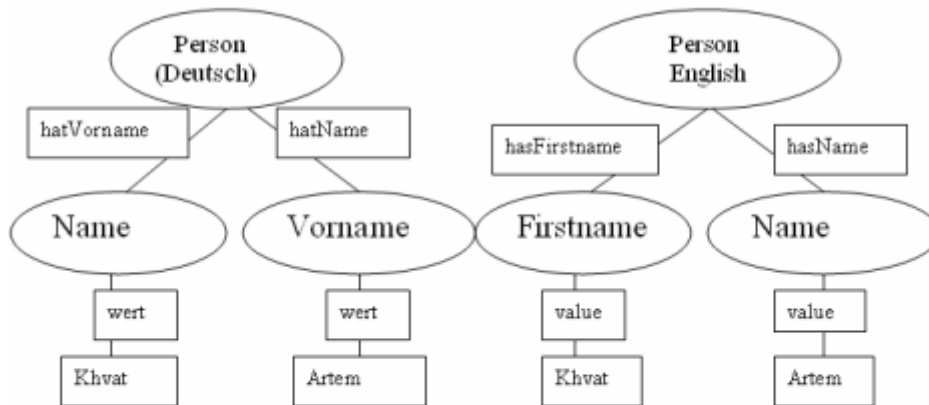 Person
(Deutsch)
Person
English
hatVorname
hatName
hasFirstname
hasName
Name
Vorname
Firstname
Name
wert
wert
value
value
Khvat
Artem
Khvat
Artem